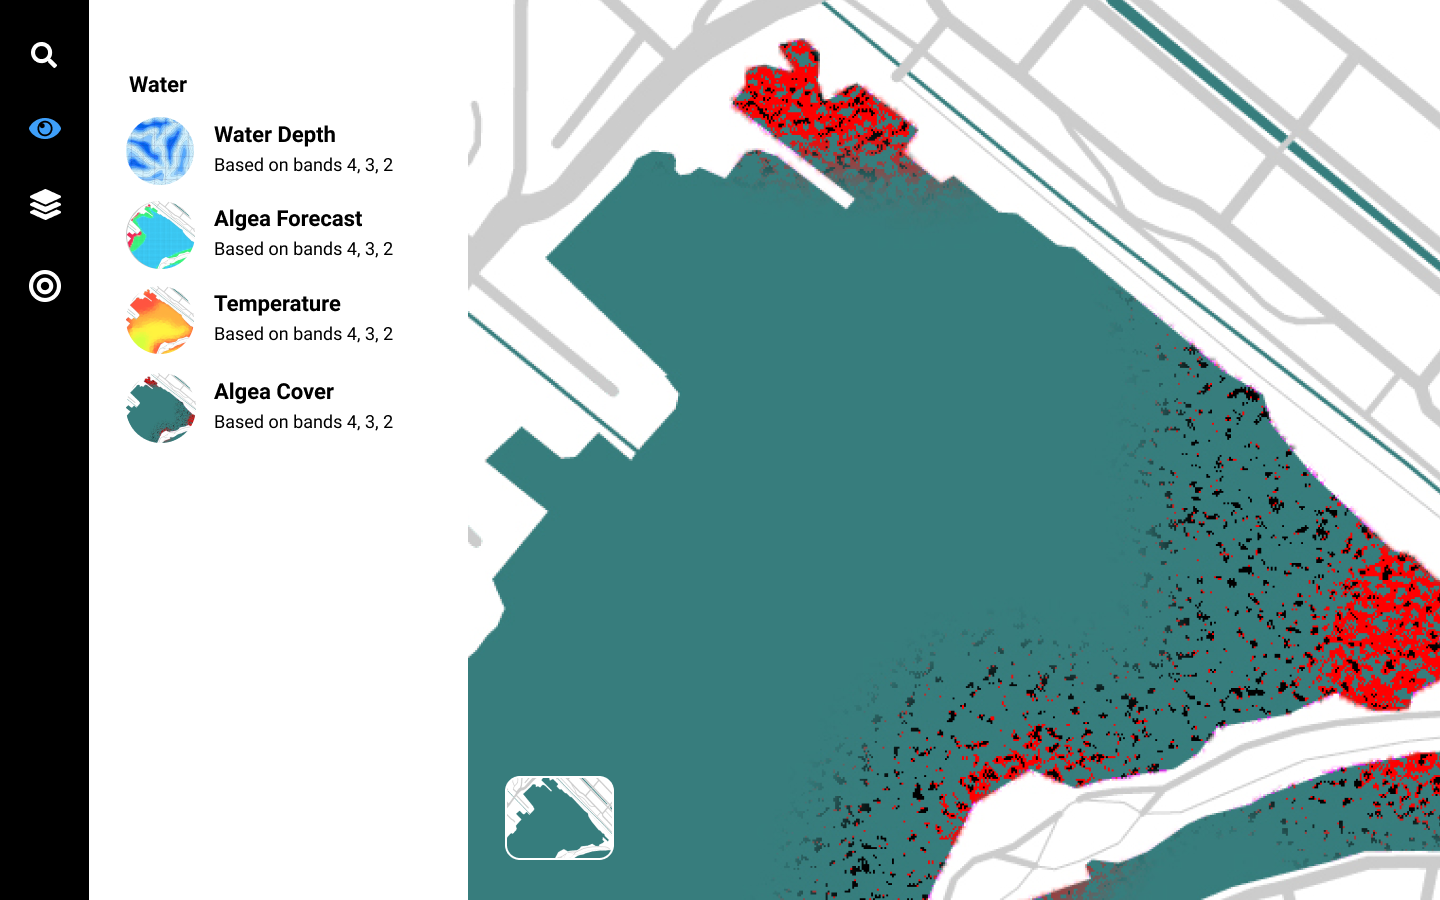 Water
Water Depth
Based on bands 4, 3, 2
Algea Forecast
Based on bands 4, 3, 2
Temperature
Based on bands 4, 3, 2
Algea Cover
Based on bands 4, 3, 2